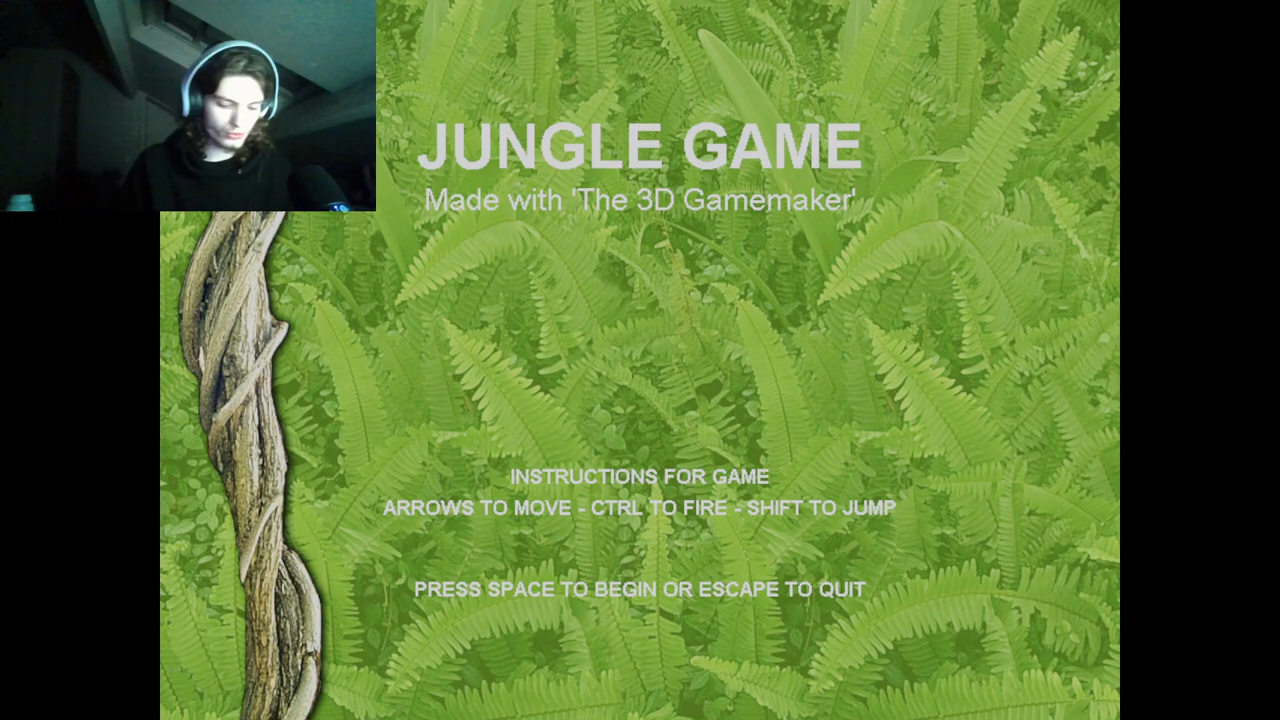 JUNGLE GAME
Made with 'The 3D Gamemaker'
INSTRUCTIONS FOR GAME
ARROWS TO MOVE - CTRL TO FIRE - SHIFT TO JUMP
PRESS SPACE TO BEGIN OR ESCAPE TO QUIT